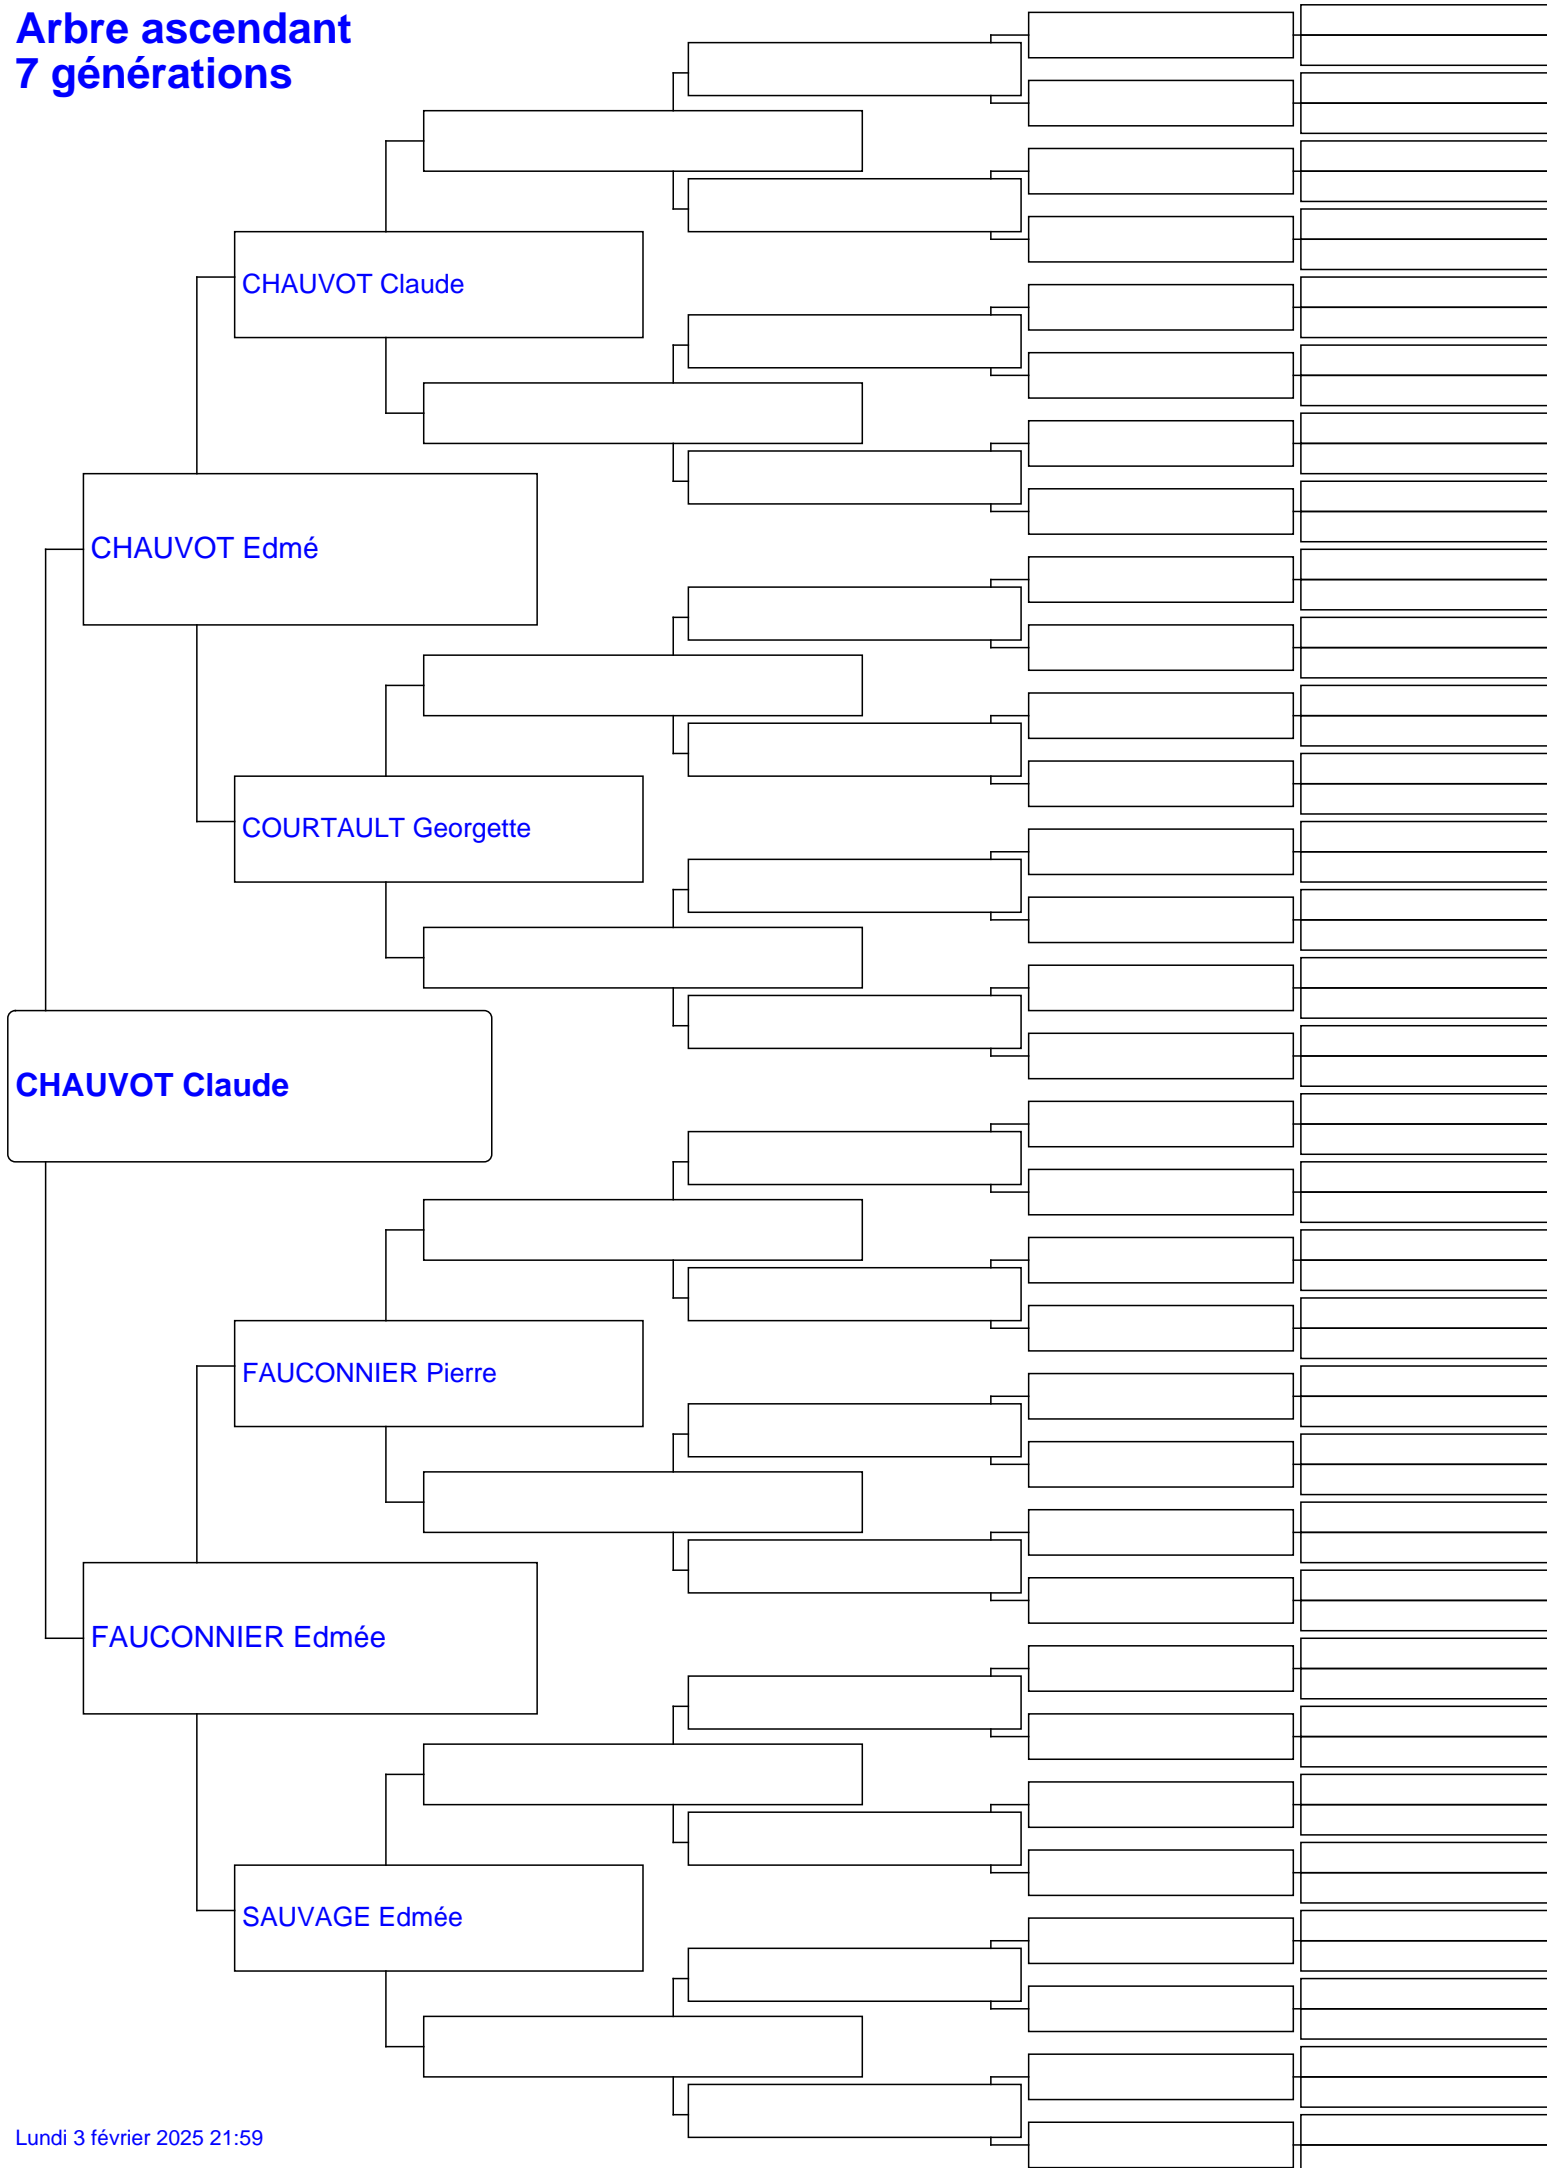 Arbre ascendant
7 générations
CHAUVOT Claude
CHAUVOT Edmé
COURTAULT Georgette
CHAUVOT Claude
FAUCONNIER Pierre
FAUCONNIER Edmée
SAUVAGE Edmée
Lundi 3 février 2025 21:59